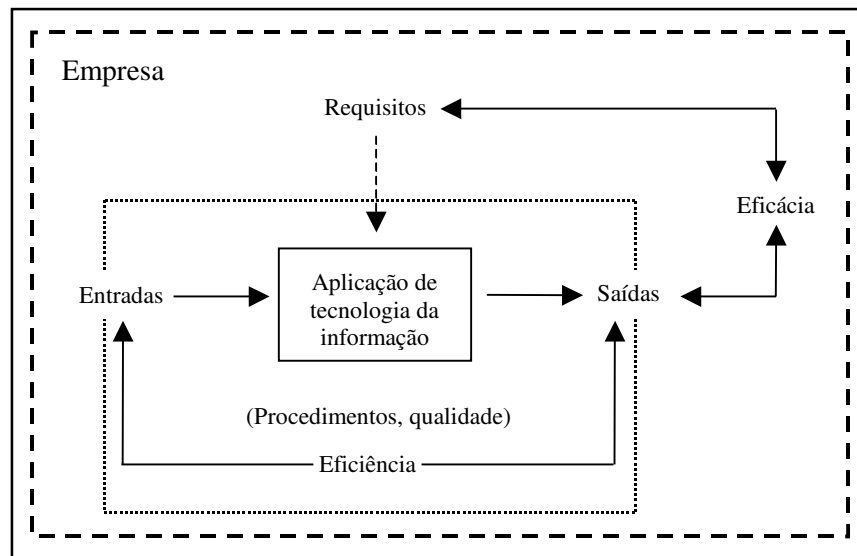 Empresa
Requisitos
Eficácia
Entradas
Aplicação de
tecnologia da
informação
Saídas
(Procedimentos, qualidade)
Eficiência